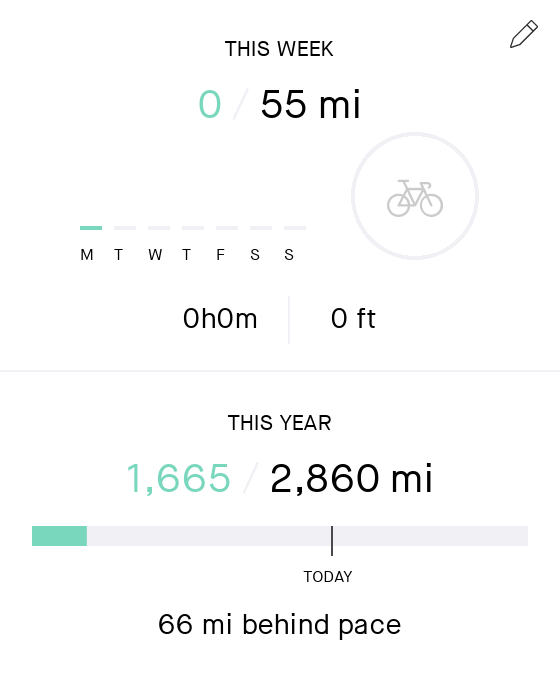 THIS WEEK
0 / 55 mi
M T W T F S S
0h0m 0 ft
THIS YEAR
1,665 / 2,860 mi
TODAY
66 mi behind pace